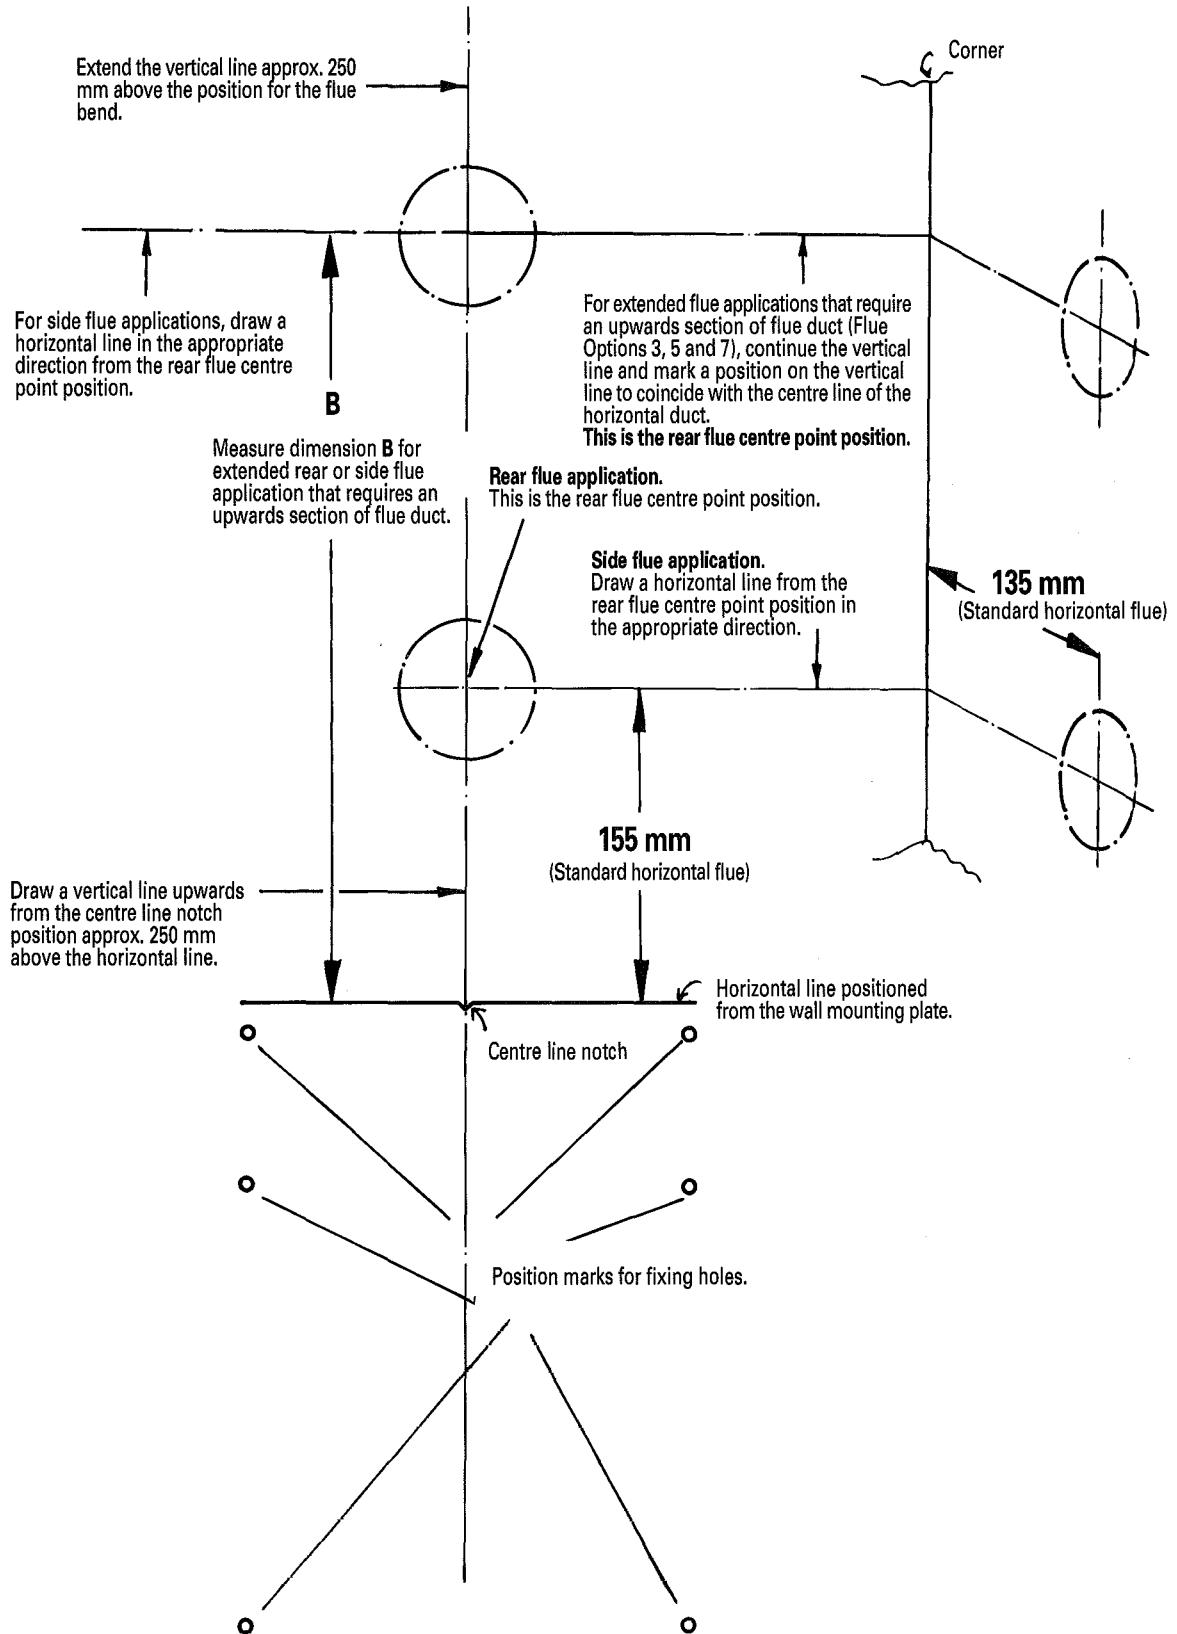 Corner
Extend the vertical line approx. 250
mm above the position for the flue
bend.
For side flue applications, draw a
horizontal line in the appropriate
direction from the rear flue centre
point position.
For extended flue applications that require
an upwards section of flue duct (Flue
Options 3, 5 and 7), continue the vertical
line and mark a position on the vertical
line to coincide with the centre line of the
horizontal duct.
This is the rear flue centre point position.
B
Measure dimension B for
extended rear or side flue
application that requires an
upwards section of flue duct.
Rear flue application.
This is the rear flue centre point position.
Side flue application.
Draw a horizontal line from the
rear flue centre point position in
the appropriate direction.
135 mm
(Standard horizontal flue)
155 mm
(Standard horizontal flue)
Draw a vertical line upwards
from the centre line notch
position approx. 250 mm
above the horizontal line.
Horizontal line positioned
from the wall mounting plate.
Centre line notch
Position marks for fixing holes.